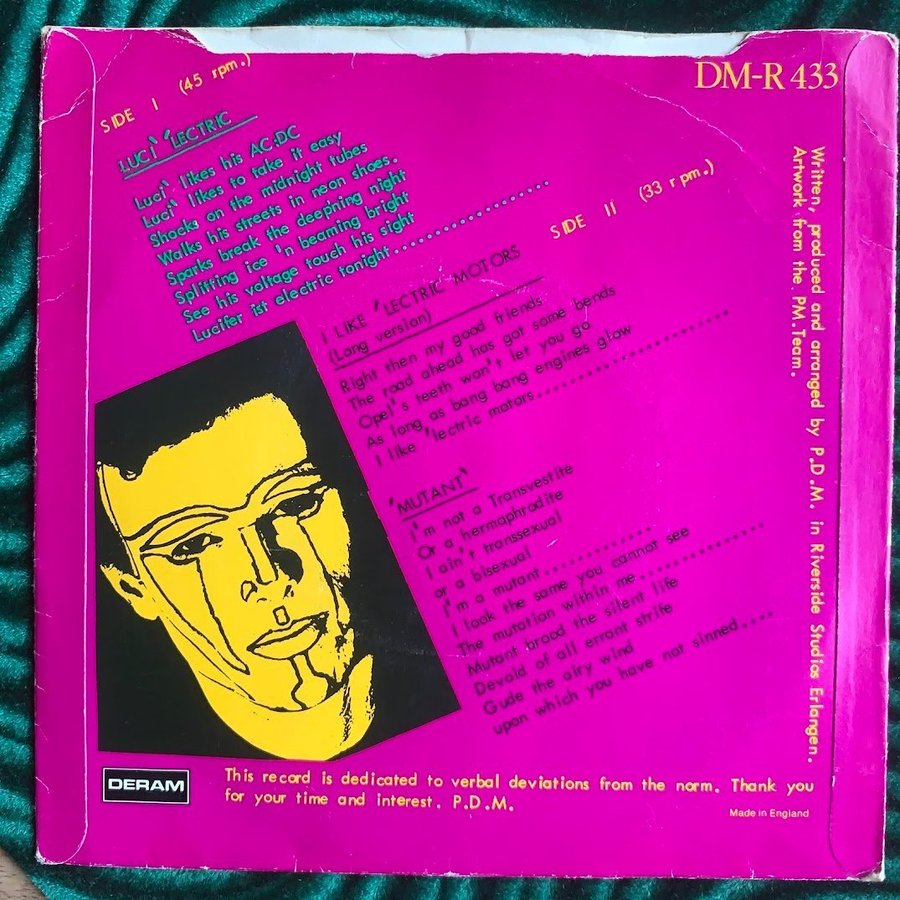 DM-R 433
SIDE I (45 rpm.)
LUCI' 'LECTRIC
Luci' likes his AC.DC
Luci' likes to take it easy
Shocks on the midnight tubes
Walks his streets in neon shoes.
Sparks break the deepning night
Splitting ice 'n beaming bright
See his voltage touch his sight
Lucifer ist electric tonight...................
SIDE II (33 rpm.)
I LIKE 'LECTRIC MOTORS
(Long version)
Right then my good friends
The road ahead has got some bends
Opel's teeth won't let you go
As long as bang bang engines glow
I like 'lectric motors........................
'MUTANT'
I'm not a Transvestite
Or a hermaphrodite
I ain't transsexual
or a bisexual
I'm a mutant..............
I look the same you cannot see
The mutation within me................
Mutant brood the silent life
Devoid of all errant strife
Gude the airy wind
upon which you have not sinned....
Written, produced and arranged by P.D.M. in Riverside Studios Erlangen.
Artwork from the PM.Team.
DERAM
This record is dedicated to verbal deviations from the norm. Thank you
for your time and interest. P.D.M.
Made in England